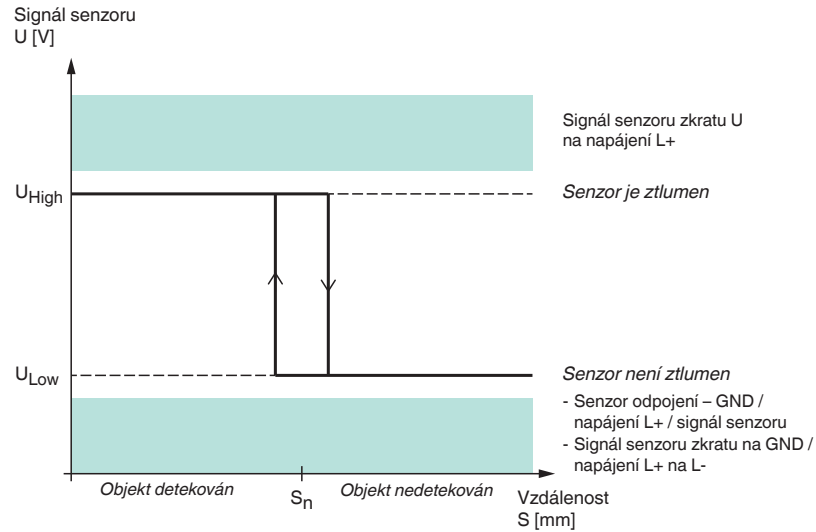 Signál senzoru
U [V]
Signál senzoru zkratu U
na napájení L+
UHigh
Senzor je ztlumen
ULow
Senzor není ztlumen
- Senzor odpojení – GND /
napájení L+ / signál senzoru
- Signál senzoru zkratu na GND /
napájení L+ na L-
Objekt detekován
Sn
Objekt nedetekován
Vzdálenost
S [mm]